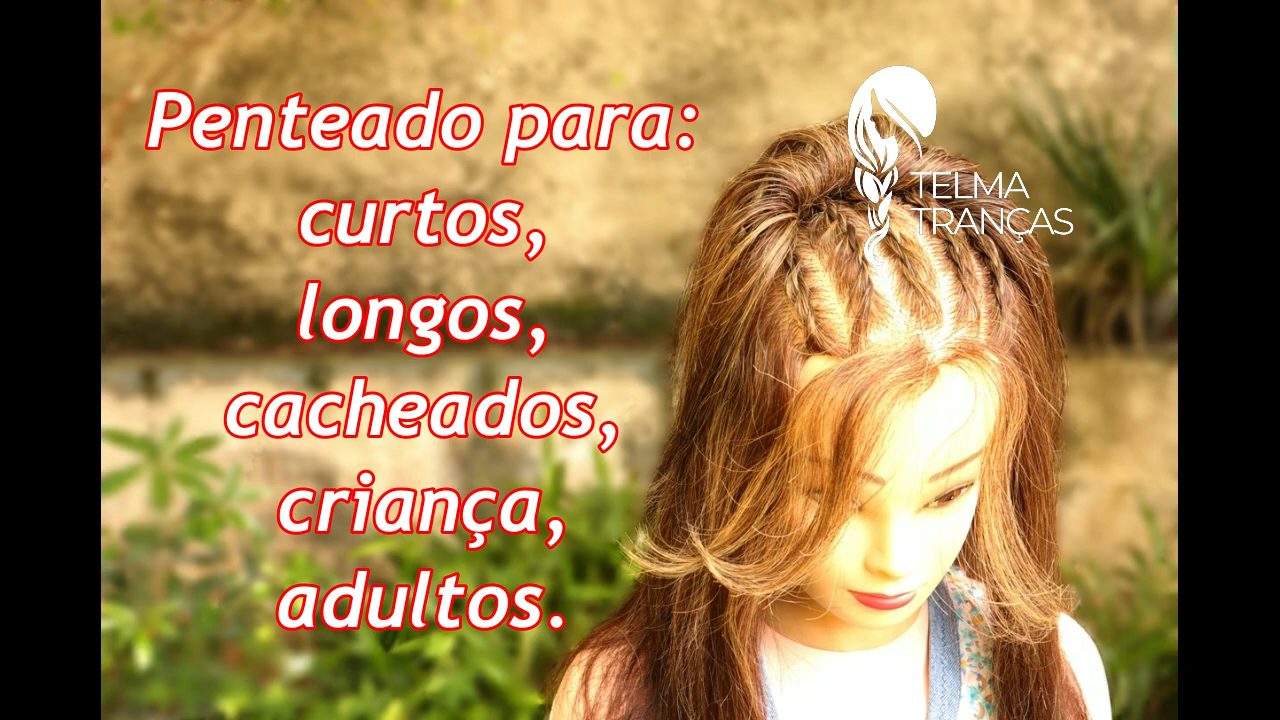 Penteado para:
curtos,
longos,
cacheados,
criança,
adultos.
TELMA
TRANÇAS